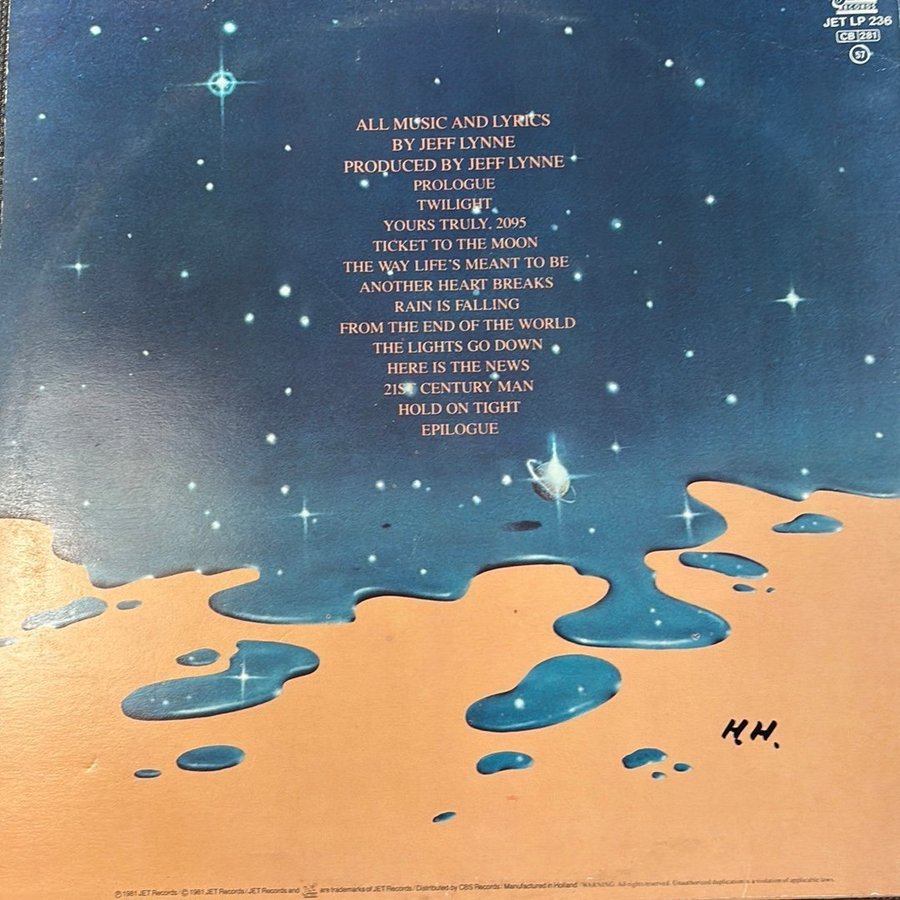 RECORDS
JET LP 236
CB 281
57
ALL MUSIC AND LYRICS
BY JEFF LYNNE
PRODUCED BY JEFF LYNNE
PROLOGUE
TWILIGHT
YOURS TRULY, 2095
TICKET TO THE MOON
THE WAY LIFE'S MEANT TO BE
ANOTHER HEART BREAKS
RAIN IS FALLING
FROM THE END OF THE WORLD
THE LIGHTS GO DOWN
HERE IS THE NEWS
21ST CENTURY MAN
HOLD ON TIGHT
EPILOGUE
H.H.
℗ 1981 JET Records / © 1981 JET Records / JET Records and are trademarks of JET Records / Distributed by CBS Records / Manufactured in Holland / WARNING: All rights reserved. Unauthorized duplication is a violation of applicable laws.